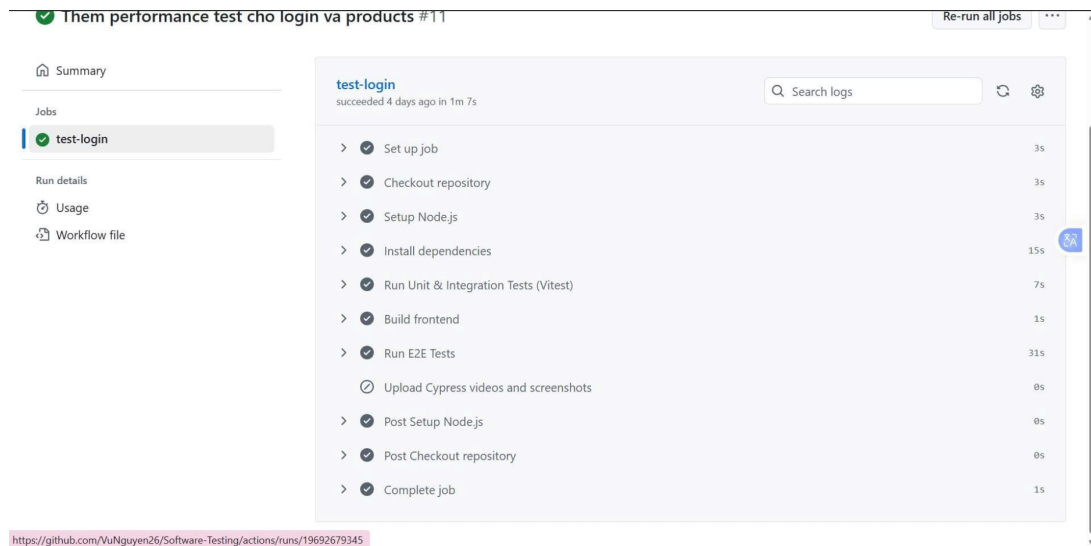 Them performance test cho login va products #11
Re-run all jobs
Summary
Jobs
test-login
Run details
Usage
Workflow file
test-login
succeeded 4 days ago in 1m 7s
Search logs
Set up job 3s
Checkout repository 3s
Setup Node.js 3s
Install dependencies 15s
Run Unit & Integration Tests (Vitest) 7s
Build frontend 1s
Run E2E Tests 31s
Upload Cypress videos and screenshots 0s
Post Setup Node.js 0s
Post Checkout repository 0s
Complete job 1s
https://github.com/VuNguyen26/Software-Testing/actions/runs/19692679345